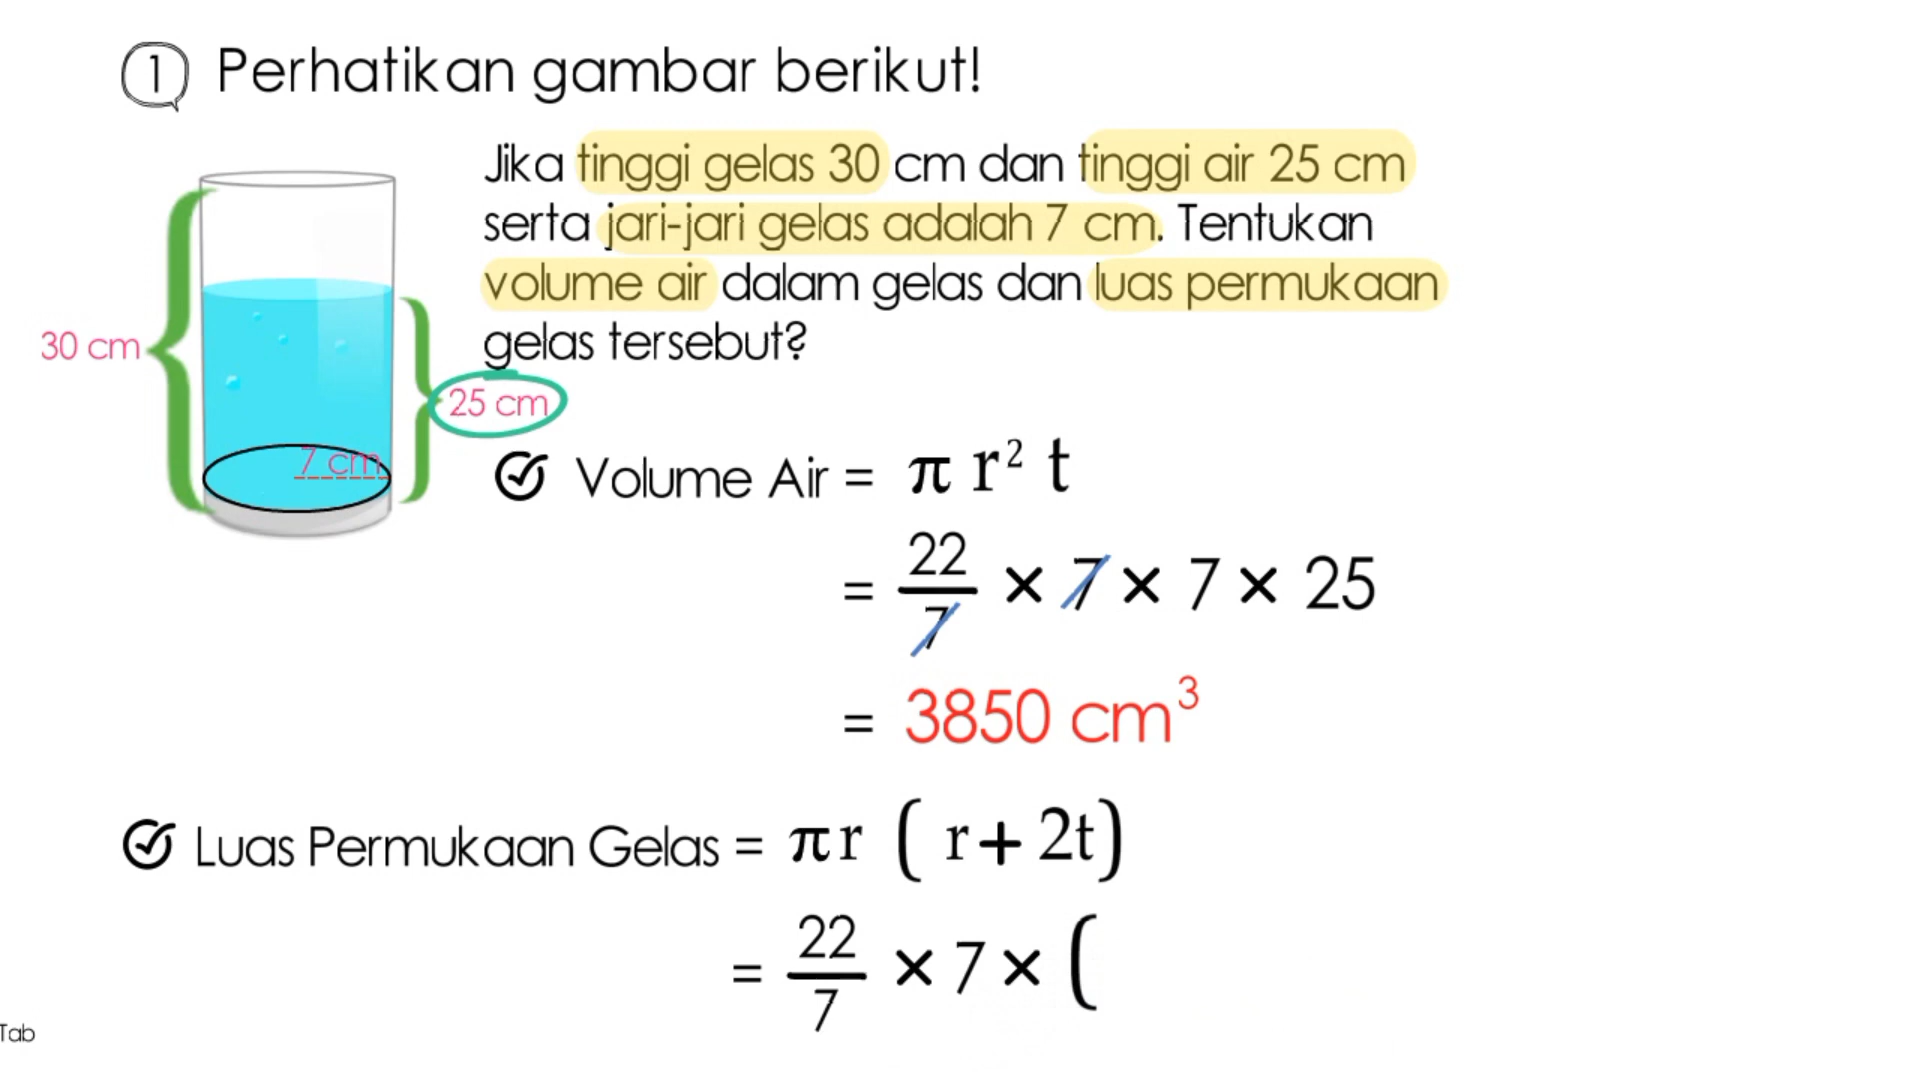 1 Perhatikan gambar berikut!
Jika tinggi gelas 30 cm dan tinggi air 25 cm
serta jari-jari gelas adalah 7 cm. Tentukan
volume air dalam gelas dan luas permukaan
gelas tersebut?
30 cm
25 cm
7 cm
Volume Air = π r² t
= 22/7 × 7 × 7 × 25
= 3850 cm³
Luas Permukaan Gelas = πr ( r + 2t)
= 22/7 × 7 × (
Tab